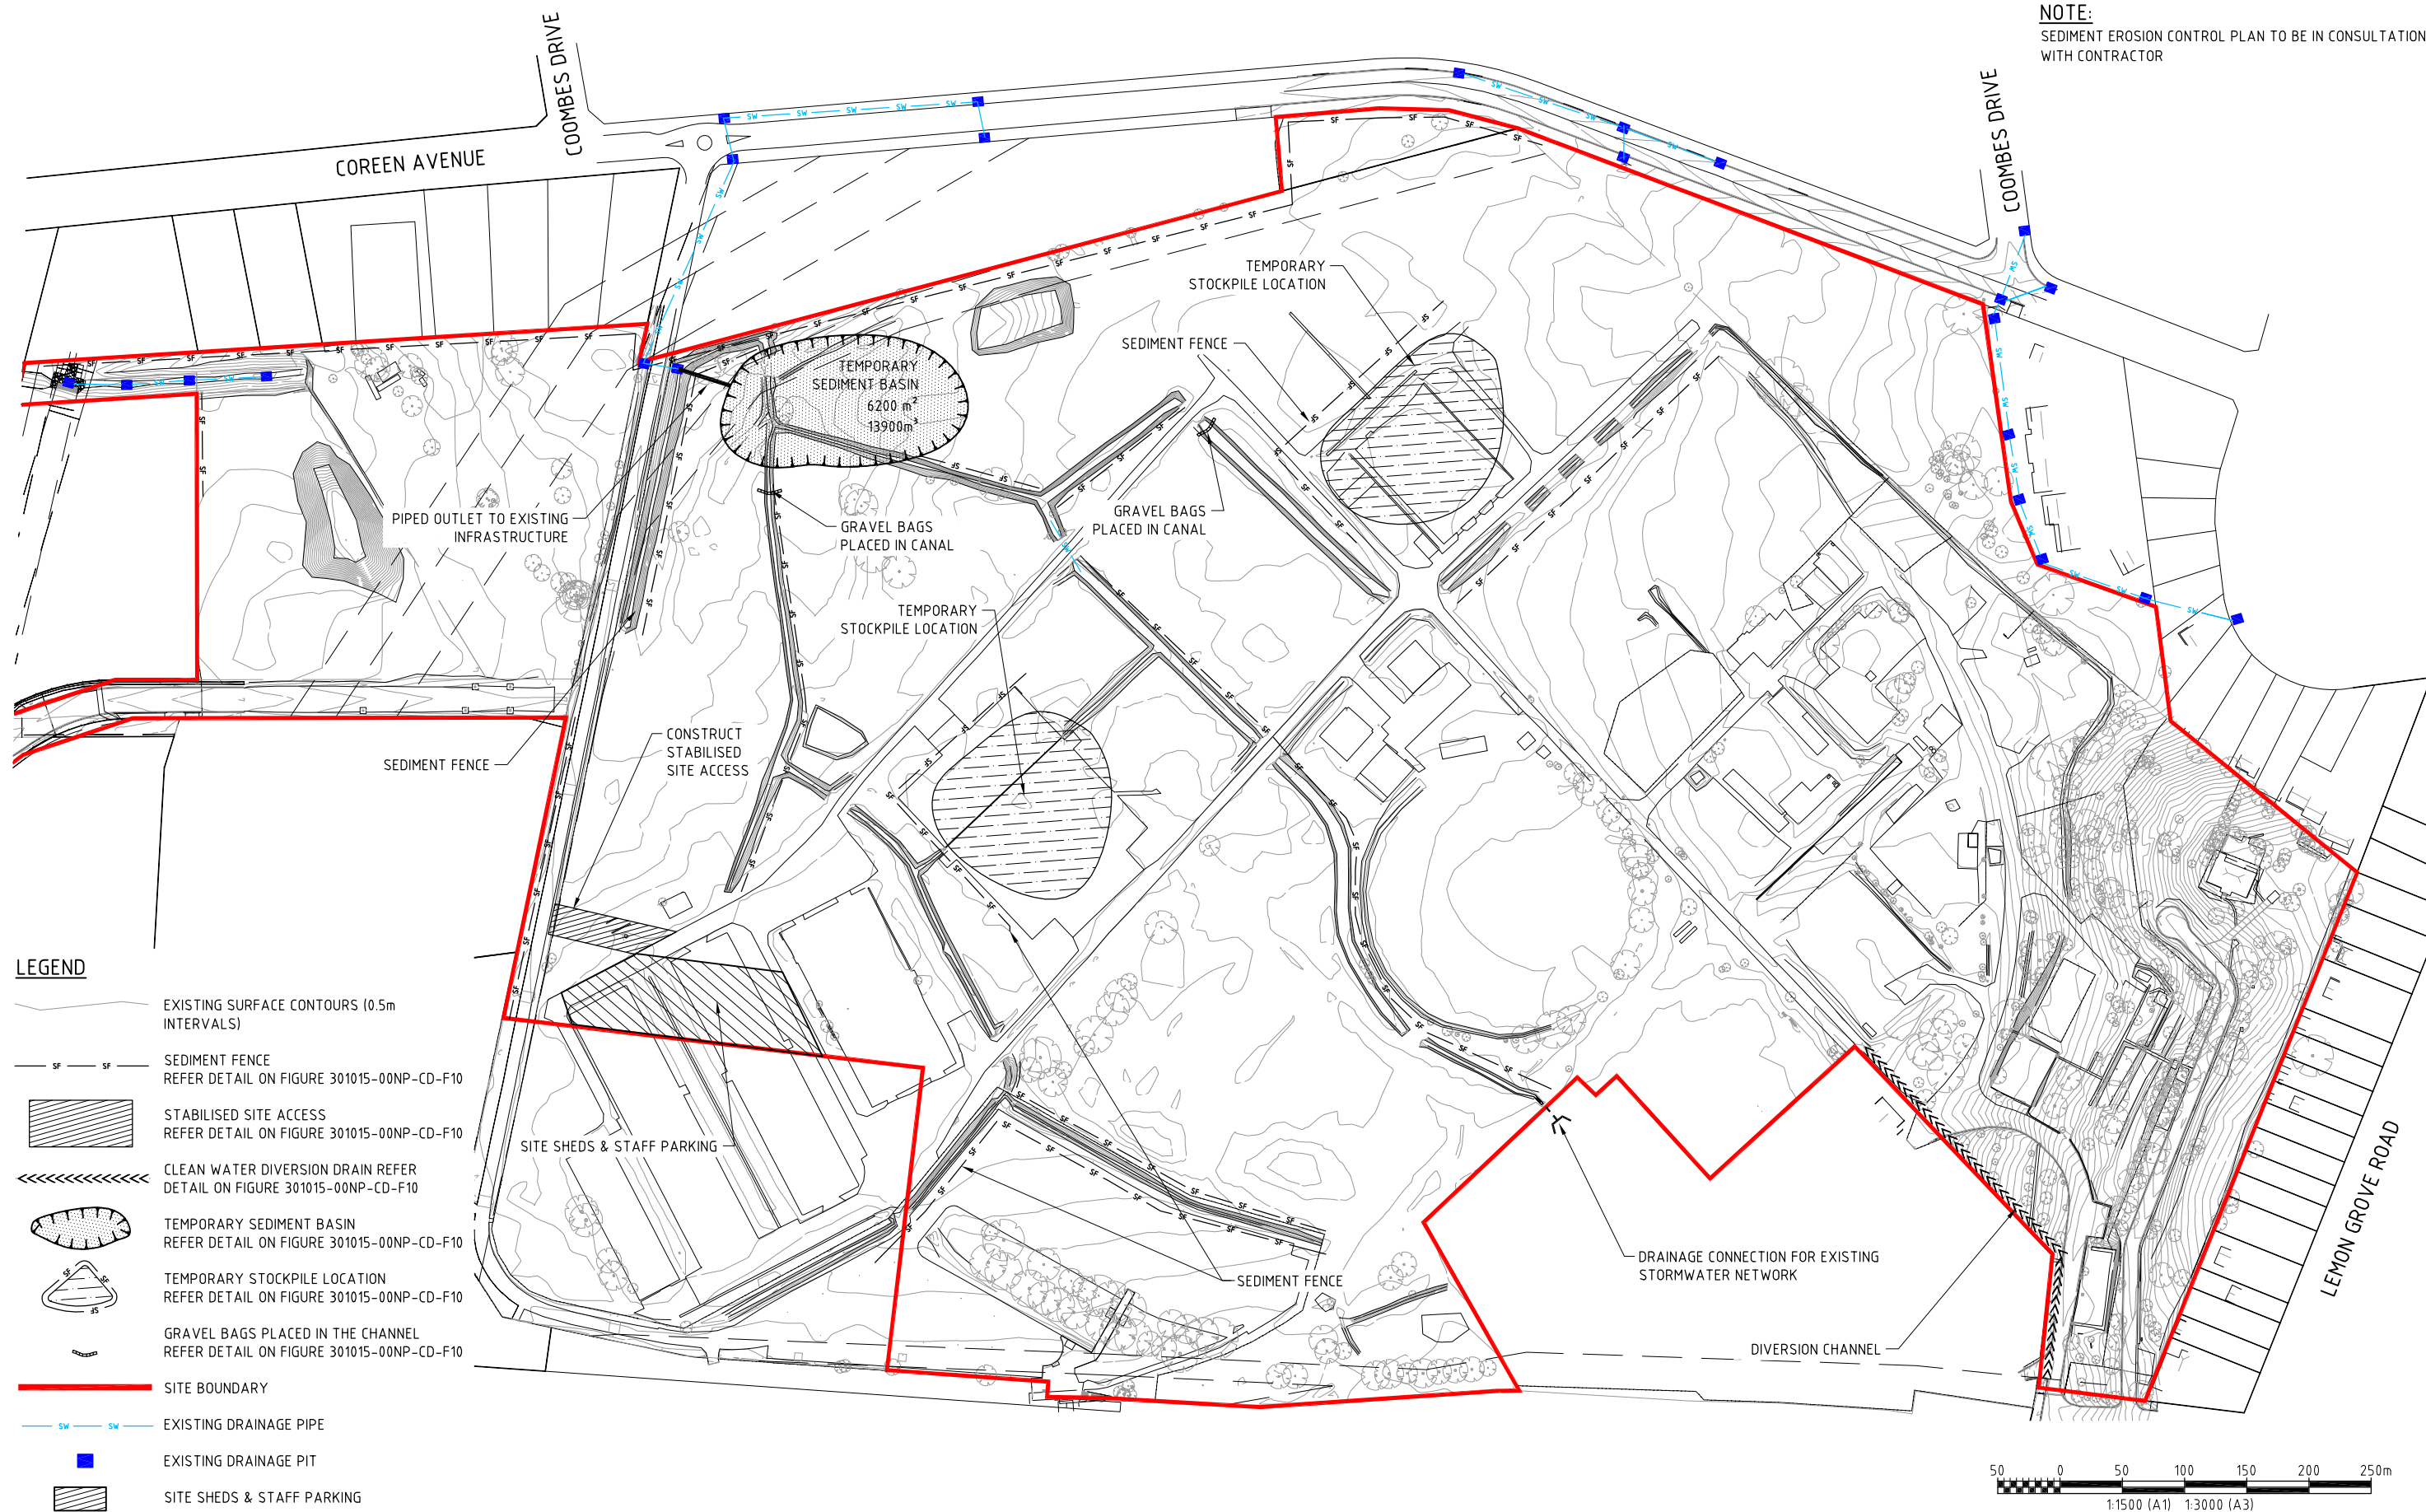 NOTE:
SEDIMENT EROSION CONTROL PLAN TO BE IN CONSULTATION
WITH CONTRACTOR
COOMBES DRIVE
COREEN AVENUE
COOMBES DRIVE
TEMPORARY
STOCKPILE LOCATION
SEDIMENT FENCE
TEMPORARY
SEDIMENT BASIN
6200 m²
13900m³
PIPED OUTLET TO EXISTING
INFRASTRUCTURE
GRAVEL BAGS
PLACED IN CANAL
GRAVEL BAGS
PLACED IN CANAL
TEMPORARY
STOCKPILE LOCATION
CONSTRUCT
STABILISED
SITE ACCESS
SEDIMENT FENCE
SITE SHEDS & STAFF PARKING
SEDIMENT FENCE
DRAINAGE CONNECTION FOR EXISTING
STORMWATER NETWORK
DIVERSION CHANNEL
LEMON GROVE ROAD
LEGEND
EXISTING SURFACE CONTOURS (0.5m
INTERVALS)
SF SF
SEDIMENT FENCE
REFER DETAIL ON FIGURE 301015-00NP-CD-F10
STABILISED SITE ACCESS
REFER DETAIL ON FIGURE 301015-00NP-CD-F10
CLEAN WATER DIVERSION DRAIN REFER
DETAIL ON FIGURE 301015-00NP-CD-F10
TEMPORARY SEDIMENT BASIN
REFER DETAIL ON FIGURE 301015-00NP-CD-F10
SF SF SF
TEMPORARY STOCKPILE LOCATION
REFER DETAIL ON FIGURE 301015-00NP-CD-F10
GRAVEL BAGS PLACED IN THE CHANNEL
REFER DETAIL ON FIGURE 301015-00NP-CD-F10
SITE BOUNDARY
SW SW
EXISTING DRAINAGE PIPE
EXISTING DRAINAGE PIT
SITE SHEDS & STAFF PARKING
50 0 50 100 150 200 250m
1:1500 (A1) 1:3000 (A3)